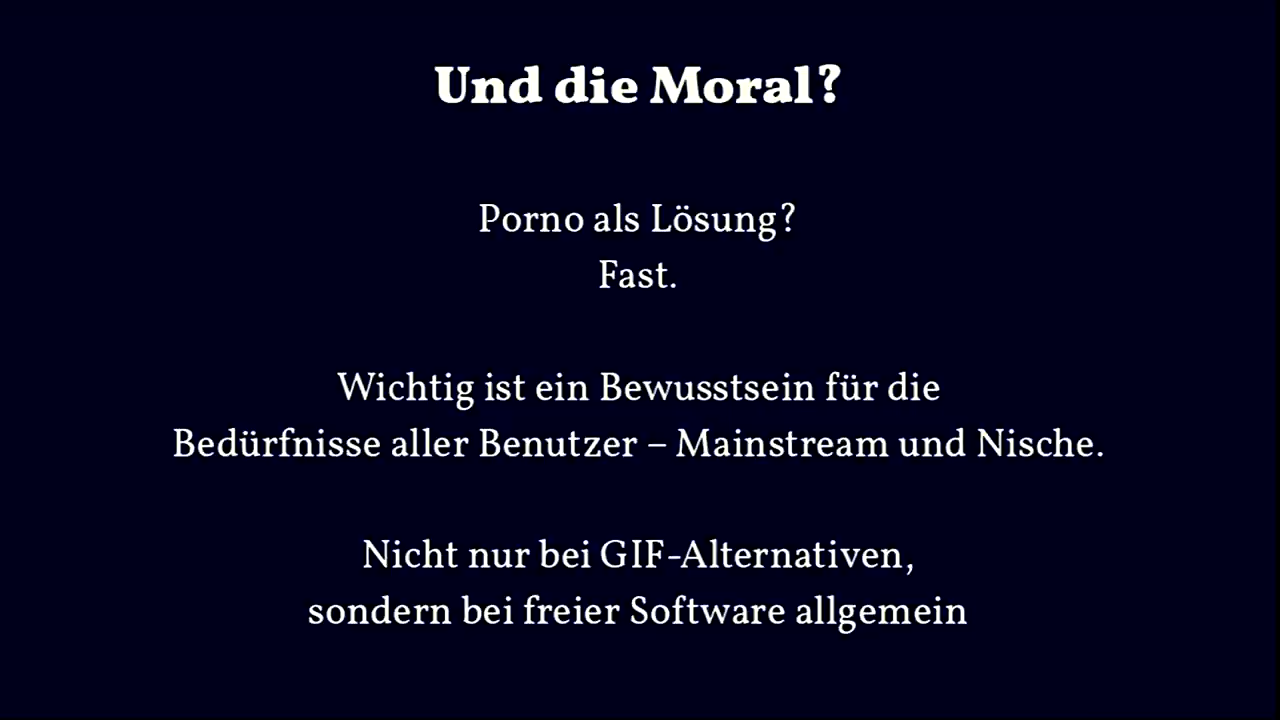 Und die Moral?
Porno als Lösung?
Fast.
Wichtig ist ein Bewusstsein für die
Bedürfnisse aller Benutzer – Mainstream und Nische.
Nicht nur bei GIF-Alternativen,
sondern bei freier Software allgemein